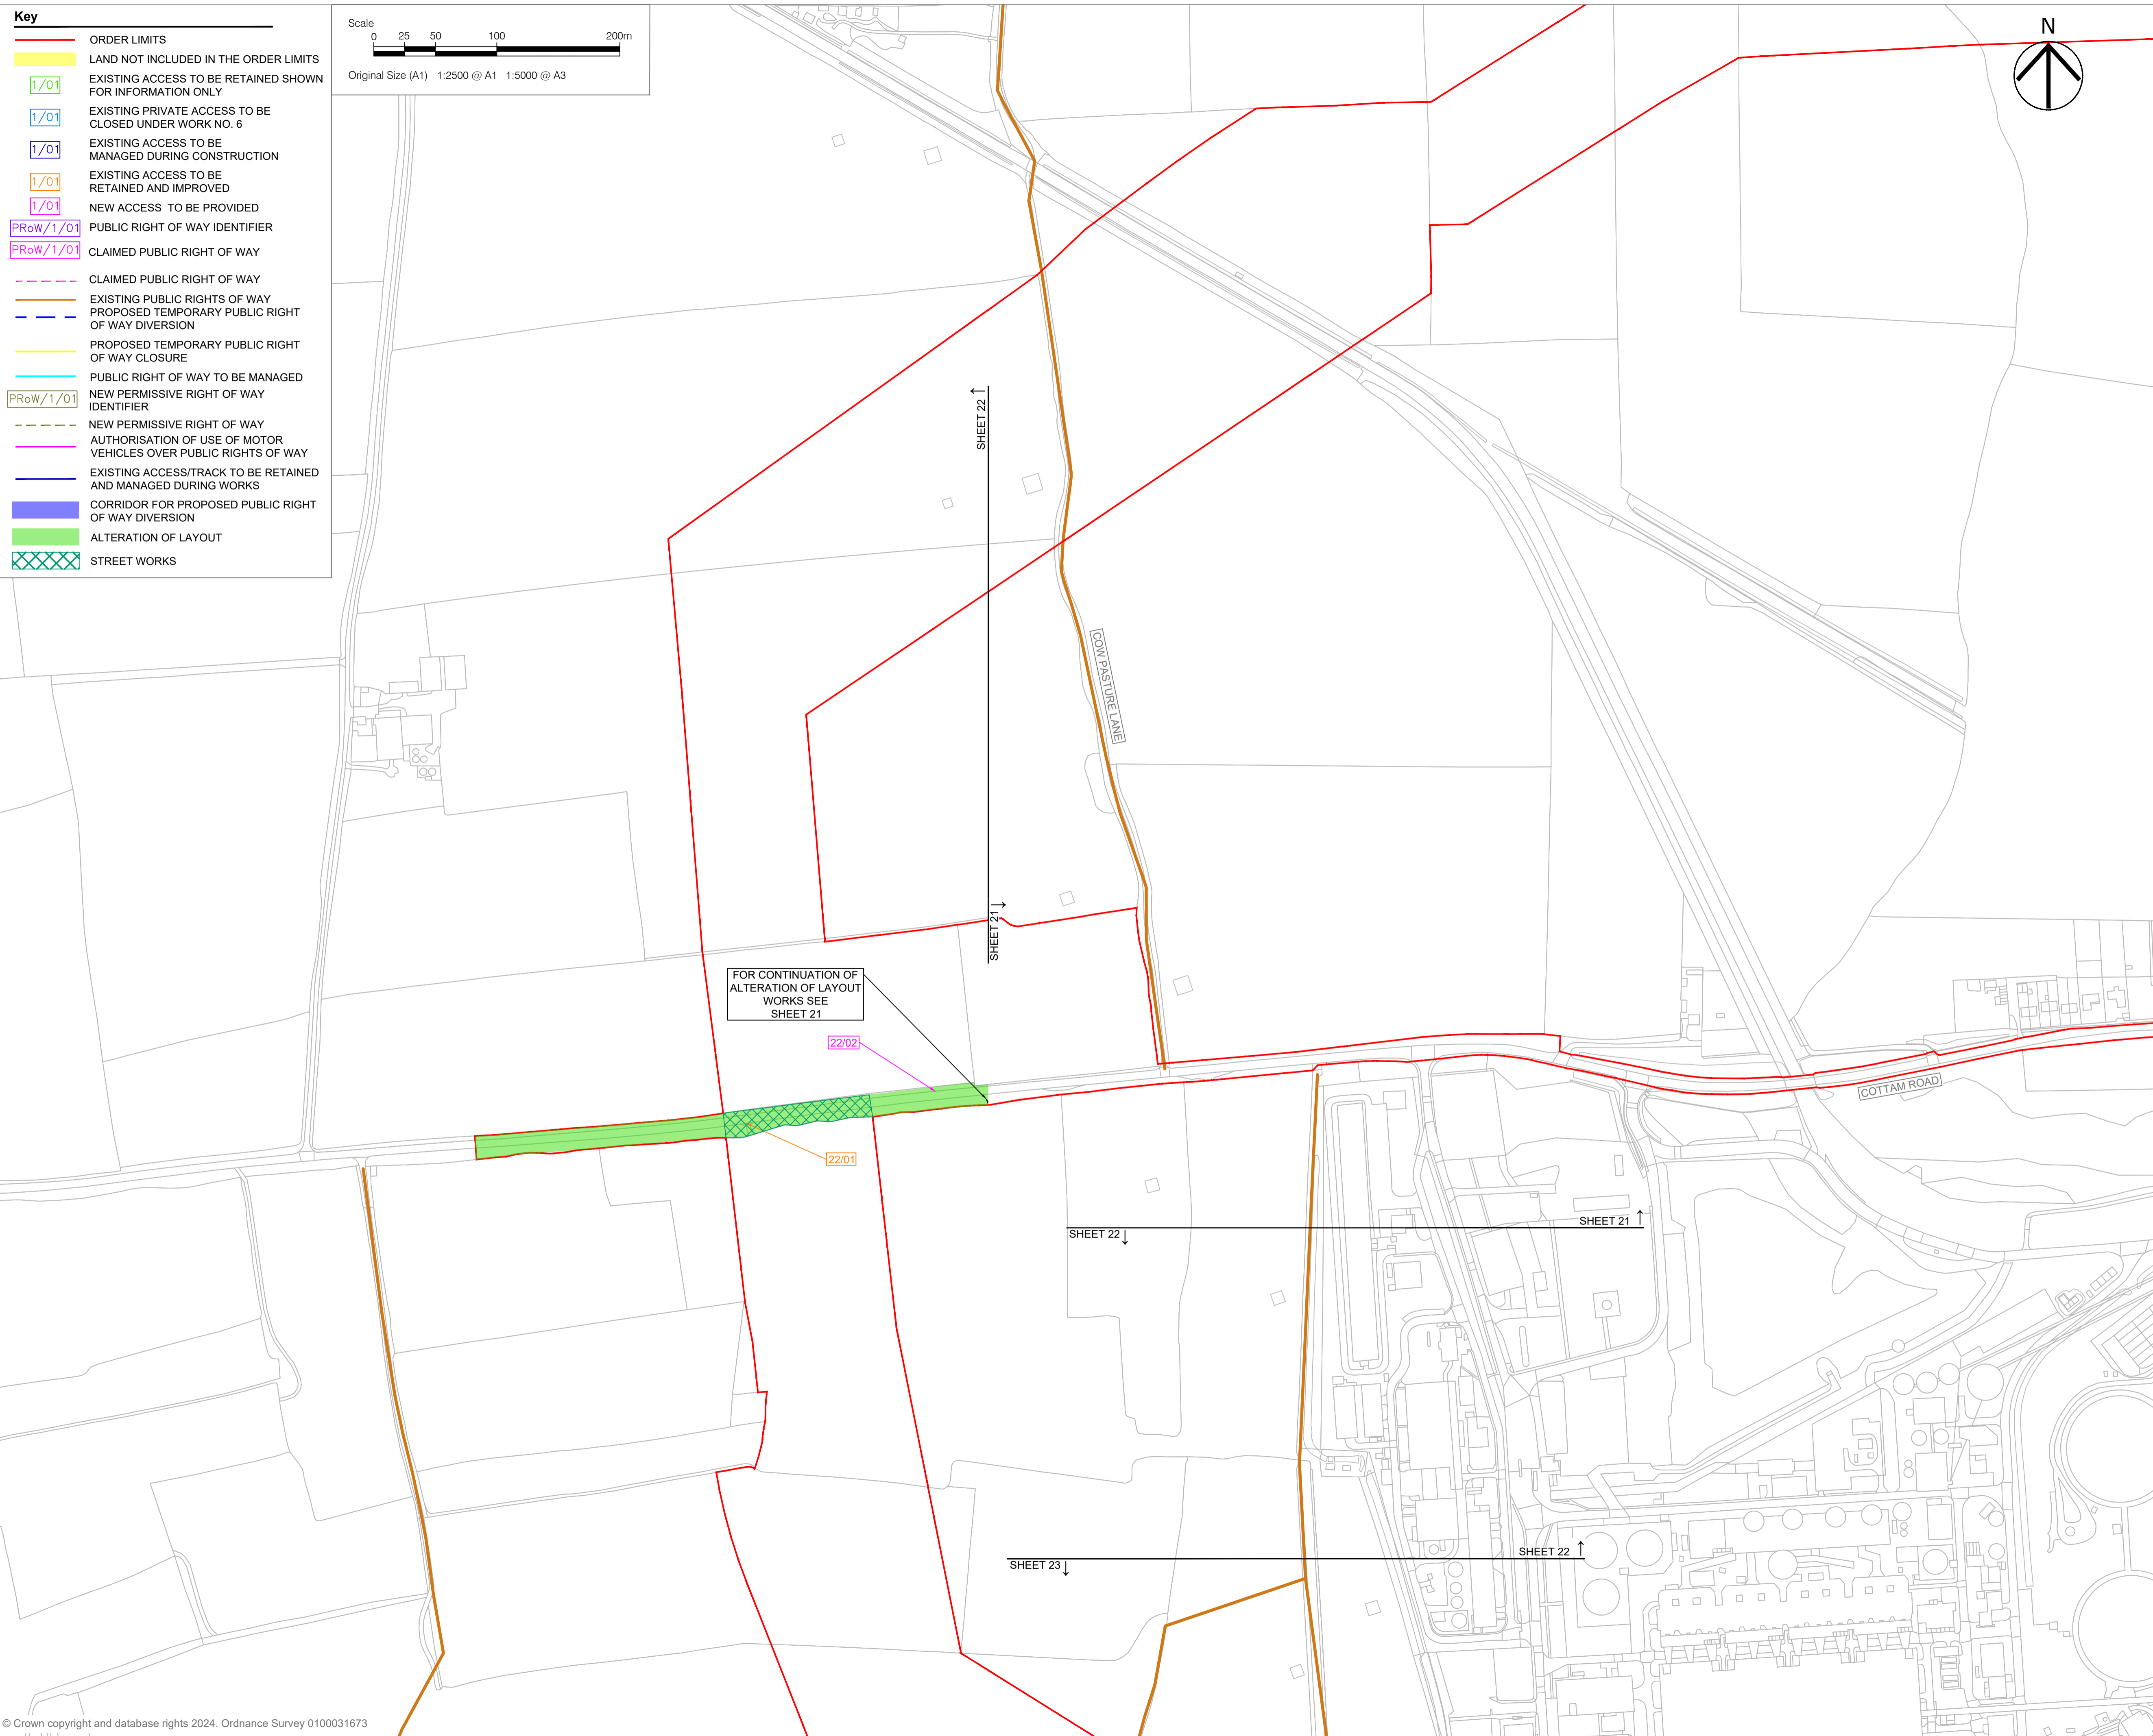 Key
ORDER LIMITS
LAND NOT INCLUDED IN THE ORDER LIMITS
1/01
EXISTING ACCESS TO BE RETAINED SHOWN
FOR INFORMATION ONLY
1/01
EXISTING PRIVATE ACCESS TO BE
CLOSED UNDER WORK NO. 6
1/01
EXISTING ACCESS TO BE
MANAGED DURING CONSTRUCTION
1/01
EXISTING ACCESS TO BE
RETAINED AND IMPROVED
1/01
NEW ACCESS TO BE PROVIDED
PRoW/1/01
PUBLIC RIGHT OF WAY IDENTIFIER
PRoW/1/01
CLAIMED PUBLIC RIGHT OF WAY
CLAIMED PUBLIC RIGHT OF WAY
EXISTING PUBLIC RIGHTS OF WAY
PROPOSED TEMPORARY PUBLIC RIGHT
OF WAY DIVERSION
PROPOSED TEMPORARY PUBLIC RIGHT
OF WAY CLOSURE
PUBLIC RIGHT OF WAY TO BE MANAGED
PRoW/1/01
NEW PERMISSIVE RIGHT OF WAY
IDENTIFIER
NEW PERMISSIVE RIGHT OF WAY
AUTHORISATION OF USE OF MOTOR
VEHICLES OVER PUBLIC RIGHTS OF WAY
EXISTING ACCESS/TRACK TO BE RETAINED
AND MANAGED DURING WORKS
CORRIDOR FOR PROPOSED PUBLIC RIGHT
OF WAY DIVERSION
ALTERATION OF LAYOUT
STREET WORKS
Scale
0 25 50 100 200m
Original Size (A1) 1:2500 @ A1 1:5000 @ A3
N
SHEET 22
COW PASTURE LANE
SHEET 21
FOR CONTINUATION OF
ALTERATION OF LAYOUT
WORKS SEE
SHEET 21
22/02
COTTAM ROAD
22/01
SHEET 21
SHEET 22
SHEET 22
SHEET 23
© Crown copyright and database rights 2024. Ordnance Survey 0100031673